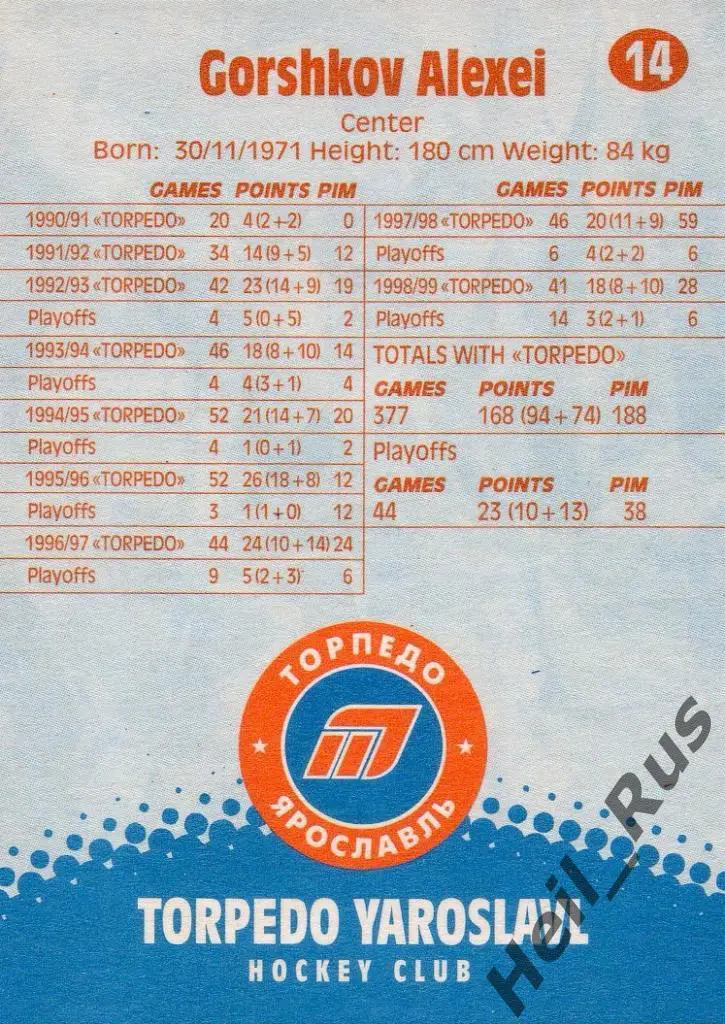 Gorshkov Alexei
14
Center
Born: 30/11/1971 Height: 180 cm Weight: 84 kg
GAMES POINTS PIM
1990/91 «TORPEDO» 20 4(2+2) 0
1991/92 «TORPEDO» 34 14(9+5) 12
1992/93 «TORPEDO» 42 23(14+9) 19
Playoffs 4 5(0+5) 2
1993/94 «TORPEDO» 46 18(8+10) 14
Playoffs 4 4(3+1) 4
1994/95 «TORPEDO» 52 21(14+7) 20
Playoffs 4 1(0+1) 2
1995/96 «TORPEDO» 52 26(18+8) 12
Playoffs 3 1(1+0) 12
1996/97 «TORPEDO» 44 24(10+14) 24
Playoffs 9 5(2+3) 6
GAMES POINTS PIM
1997/98 «TORPEDO» 46 20(11+9) 59
Playoffs 6 4(2+2) 6
1998/99 «TORPEDO» 41 18(8+10) 28
Playoffs 14 3(2+1) 6
TOTALS WITH «TORPEDO»
GAMES POINTS PIM
377 168 (94+74) 188
Playoffs
GAMES POINTS PIM
44 23 (10+13) 38
ТОРПЕДО
ЯРОСЛАВЛЬ
TORPEDO YAROSLAVL
HOCKEY CLUB
Heil_Rus